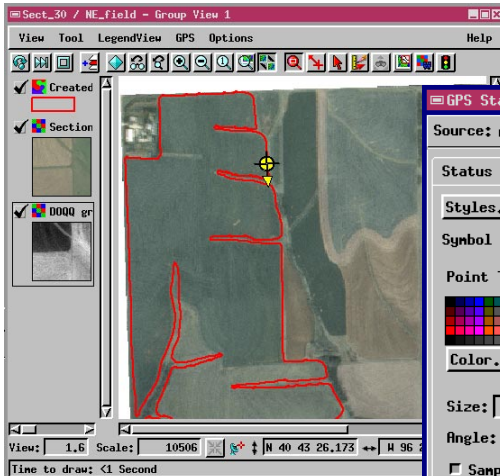 Sect_30 / NE_field - Group View 1
View Tool LegendView GPS Options Help
Created
Section
DOQQ gr
View: 1.6 Scale: 10506 N 40 43 26.173 W 96 2
Time to draw: <1 Second
GPS Sta
Source:
Status
Styles.
Symbol
Point
Color.
Size:
Angle:
Samp